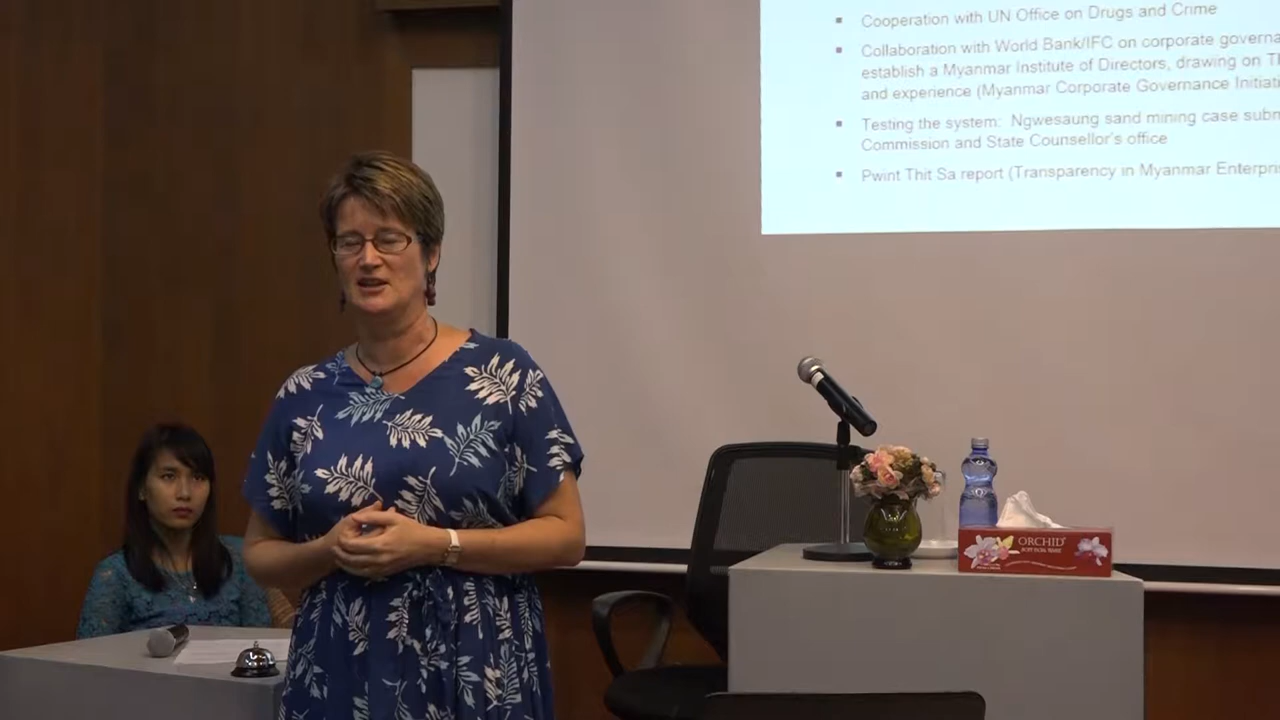 Cooperation with UN Office on Drugs and Crime
Collaboration with World Bank/IFC on corporate governa
establish a Myanmar Institute of Directors, drawing on T
and experience (Myanmar Corporate Governance Initiati
Testing the system: Ngwesaung sand mining case subm
Commission and State Counsellor's office
Pwint Thit Sa report (Transparency in Myanmar Enterpris
ORCHID